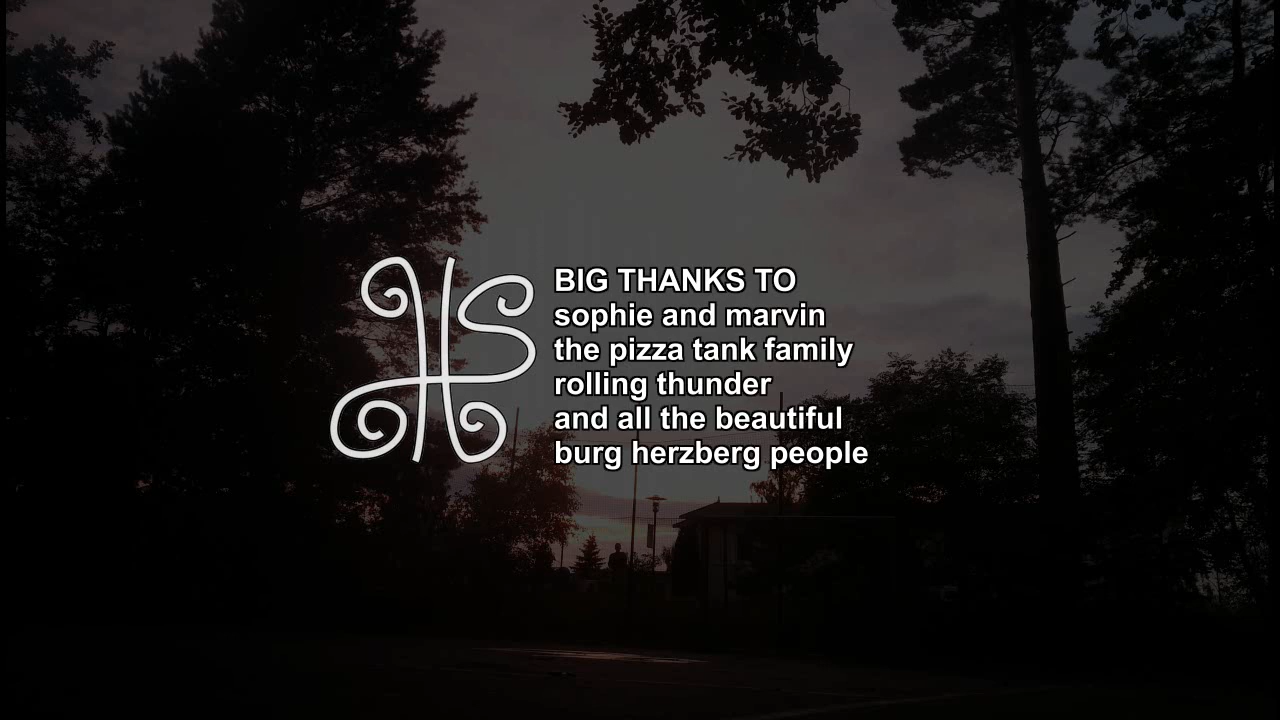 BIG THANKS TO
sophie and marvin
the pizza tank family
rolling thunder
and all the beautiful
burg herzberg people